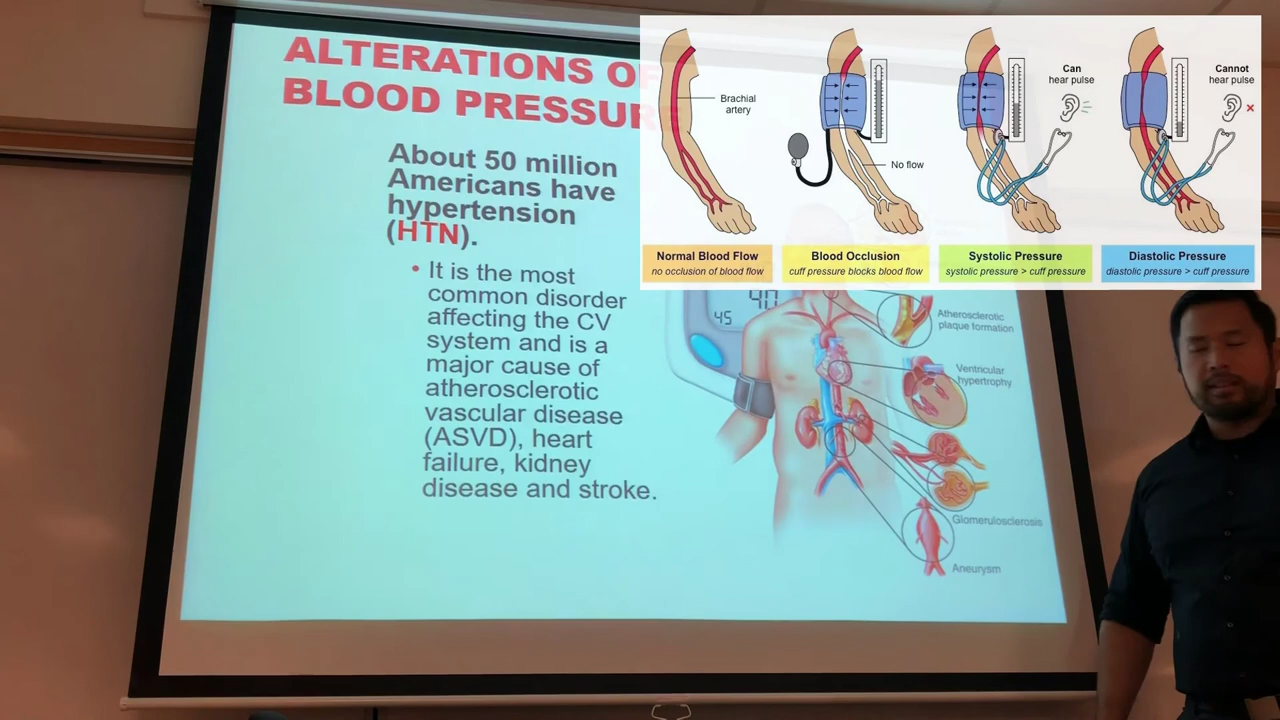 ALTERATIONS OF
BLOOD PRESSURE
About 50 million
Americans have
hypertension
(HTN).
• It is the most
common disorder
affecting the CV
system and is a
major cause of
atherosclerotic
vascular disease
(ASVD), heart
failure, kidney
disease and stroke.
Brachial
artery
No flow
Can
hear pulse
Cannot
hear pulse
Normal Blood Flow
no occlusion of blood flow
Blood Occlusion
cuff pressure blocks blood flow
Systolic Pressure
systolic pressure > cuff pressure
Diastolic Pressure
diastolic pressure > cuff pressure
40
45
Atherosclerotic
plaque formation
Ventricular
hypertrophy
Glomerulosclerosis
Aneurysm